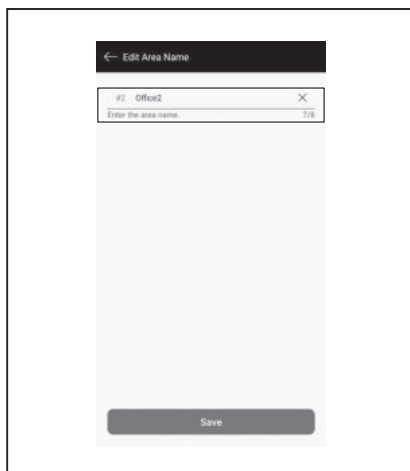 ← Edit Area Name
#2 Office2 ×
Enter the area name. 7/8
Save